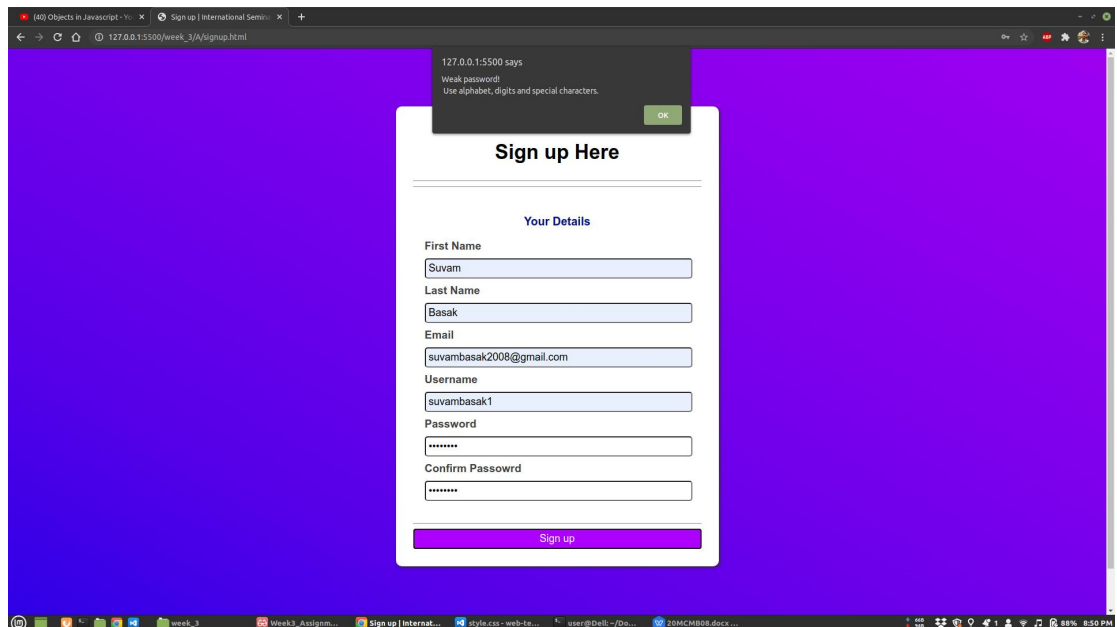 (40) Objects in Javascript - Yo
Sign up | International Semina
127.0.0.1:5500/week_3/A/signup.html
ABP
127.0.0.1:5500 says
Weak password!
Use alphabet, digits and special characters.
OK
Sign up Here
Your Details
First Name
Suvam
Last Name
Basak
Email
suvambasak2008@gmail.com
Username
suvambasak1
Password
••••••••
Confirm Passowrd
••••••••
Sign up
week_3
Week3_Assignm...
Sign up | Internat...
style.css - web-te...
user@Dell: ~/Do...
20MCMB08.docx ...
1
88% 8:50 PM